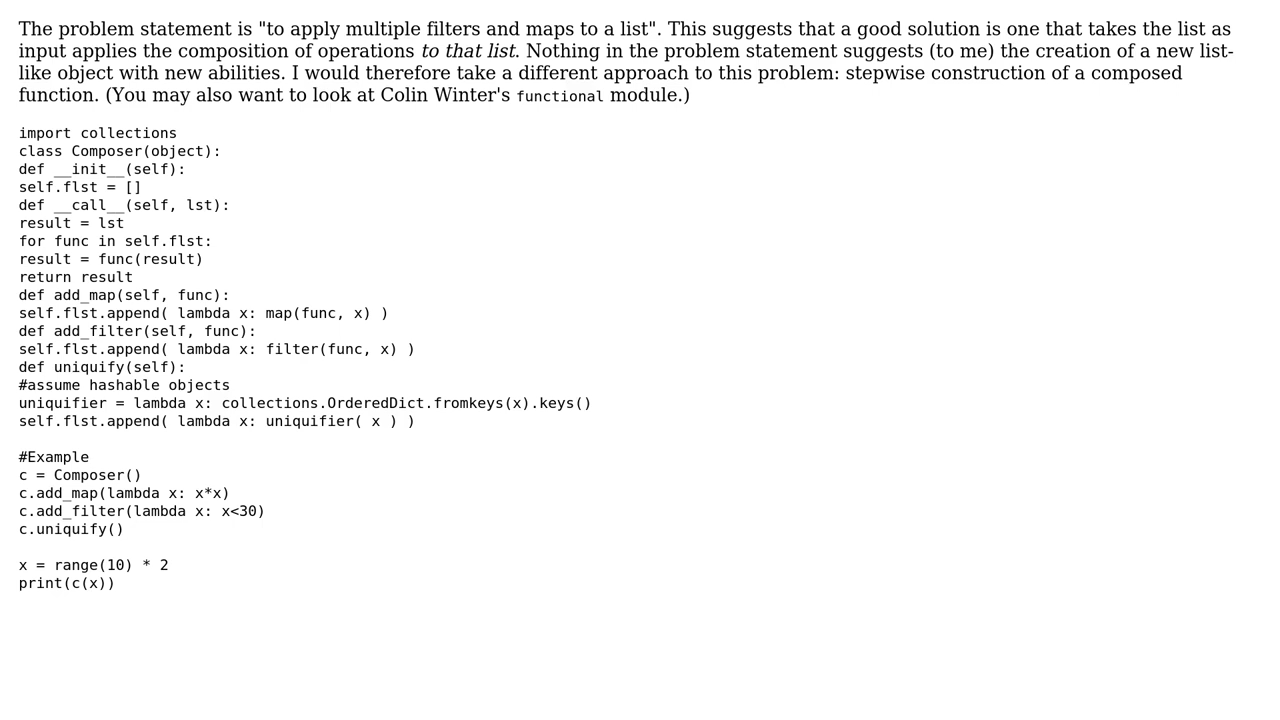 The problem statement is "to apply multiple filters and maps to a list". This suggests that a good solution is one that takes the list as
input applies the composition of operations to that list. Nothing in the problem statement suggests (to me) the creation of a new list-
like object with new abilities. I would therefore take a different approach to this problem: stepwise construction of a composed
function. (You may also want to look at Colin Winter's functional module.)
import collections
class Composer(object):
def __init__(self):
self.flst = []
def __call__(self, lst):
result = lst
for func in self.flst:
result = func(result)
return result
def add_map(self, func):
self.flst.append( lambda x: map(func, x) )
def add_filter(self, func):
self.flst.append( lambda x: filter(func, x) )
def uniquify(self):
#assume hashable objects
uniquifier = lambda x: collections.OrderedDict.fromkeys(x).keys()
self.flst.append( lambda x: uniquifier( x ) )
#Example
c = Composer()
c.add_map(lambda x: x*x)
c.add_filter(lambda x: x<30)
c.uniquify()
x = range(10) * 2
print(c(x))